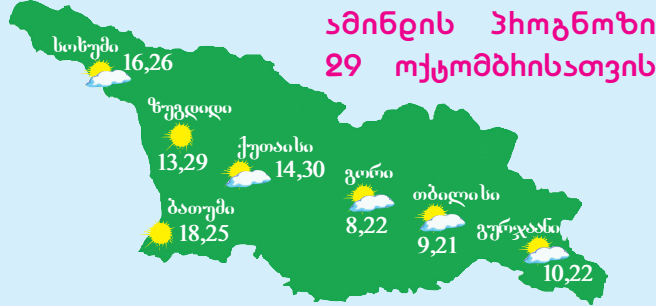 ამინდის პროგნოზი
29 ოქტომბრისათვის
სოხუმი
16,26
ზუგდიდი
13,29
ქუთაისი
14,30
გორი
8,22
თბილისი
9,21
ბათუმი
18,25
გურჯაანი
10,22